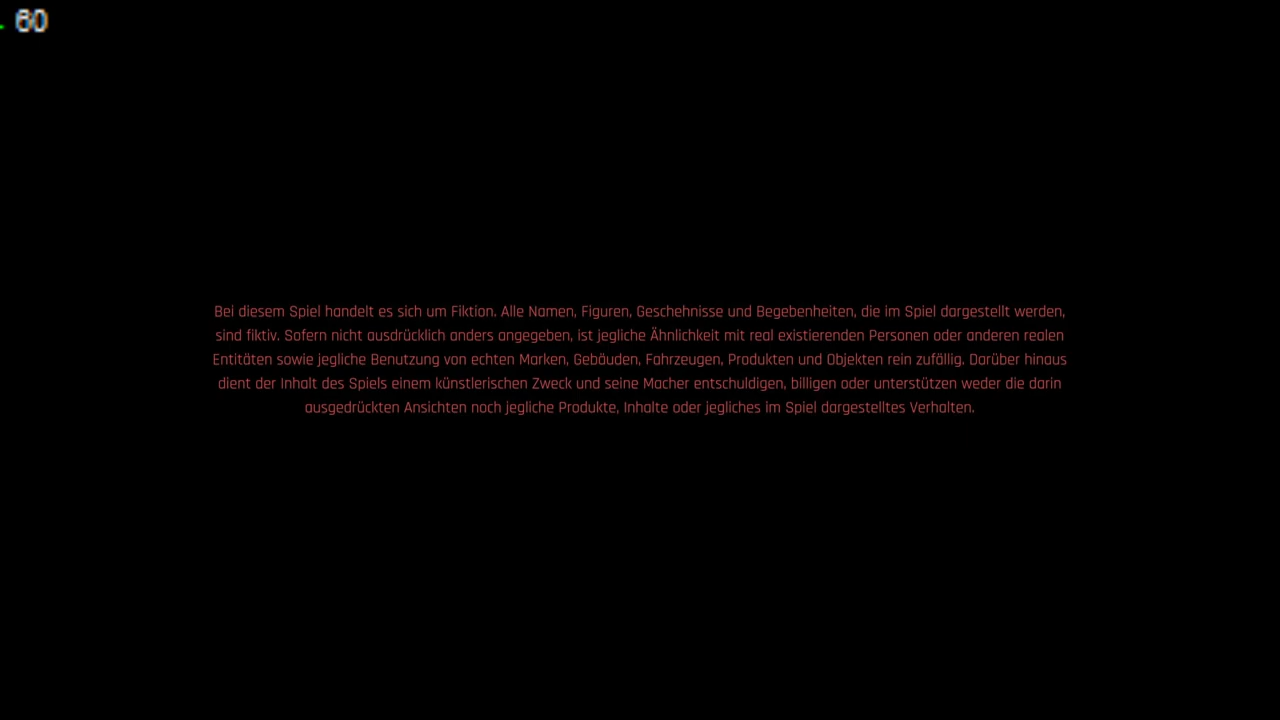 60
Bei diesem Spiel handelt es sich um Fiktion. Alle Namen, Figuren, Geschehnisse und Begebenheiten, die im Spiel dargestellt werden,
sind fiktiv. Sofern nicht ausdrücklich anders angegeben, ist jegliche Ähnlichkeit mit real existierenden Personen oder anderen realen
Entitäten sowie jegliche Benutzung von echten Marken, Gebäuden, Fahrzeugen, Produkten und Objekten rein zufällig. Darüber hinaus
dient der Inhalt des Spiels einem künstlerischen Zweck und seine Macher entschuldigen, billigen oder unterstützen weder die darin
ausgedrückten Ansichten noch jegliche Produkte, Inhalte oder jegliches im Spiel dargestelltes Verhalten.